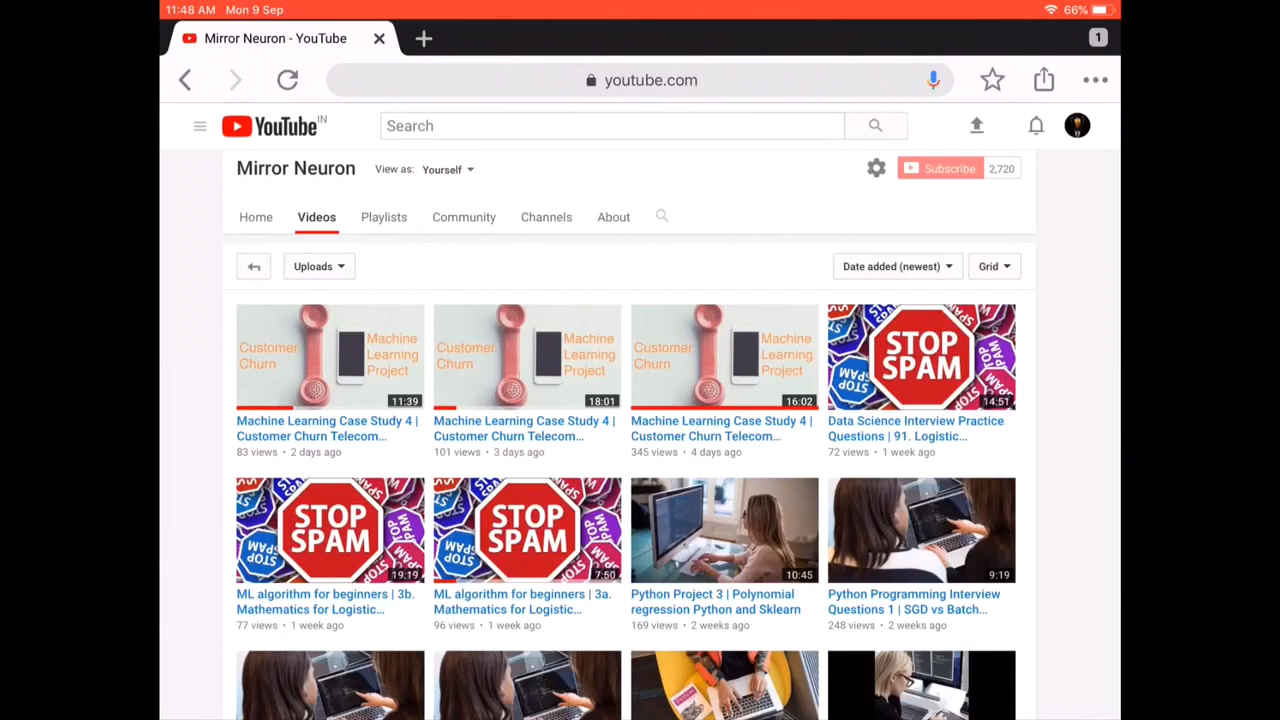 11:48 AM Mon 9 Sep 66%
Mirror Neuron - YouTube 1
youtube.com
YouTube IN Search
Mirror Neuron View as: Yourself Subscribe 2,720
Home Videos Playlists Community Channels About
Uploads Date added (newest) Grid
Customer Churn
Machine Learning Project
11:39
Customer Churn
Machine Learning Project
18:01
Customer Churn
Machine Learning Project
16:02
STOP SPAM
14:51
Machine Learning Case Study 4 |
Customer Churn Telecom...
83 views • 2 days ago
Machine Learning Case Study 4 |
Customer Churn Telecom...
101 views • 3 days ago
Machine Learning Case Study 4 |
Customer Churn Telecom...
345 views • 4 days ago
Data Science Interview Practice
Questions | 91. Logistic...
72 views • 1 week ago
STOP SPAM
19:19
STOP SPAM
7:50
10:45
9:19
ML algorithm for beginners | 3b.
Mathematics for Logistic...
77 views • 1 week ago
ML algorithm for beginners | 3a.
Mathematics for Logistic...
96 views • 1 week ago
Python Project 3 | Polynomial
regression Python and Sklearn
169 views • 2 weeks ago
Python Programming Interview
Questions 1 | SGD vs Batch...
248 views • 2 weeks ago